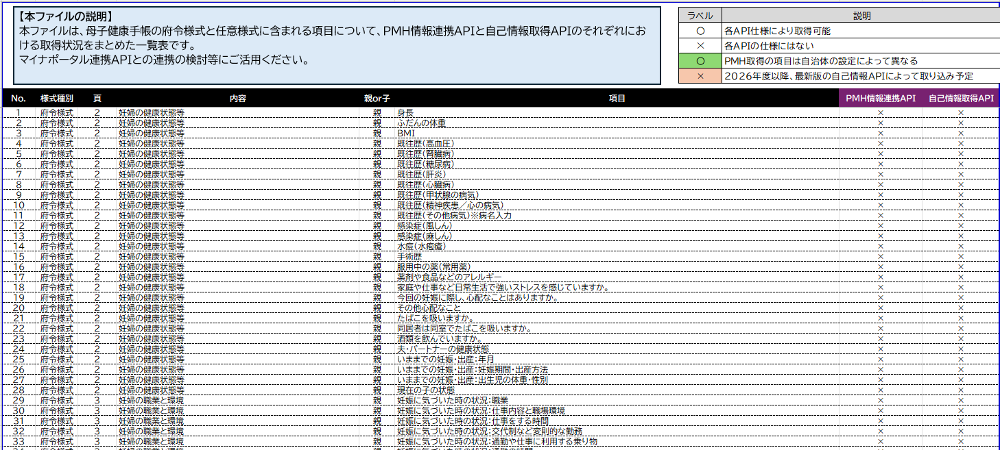 【本ファイルの説明】
本ファイルは、母子健康手帳の府令様式と任意様式に含まれる項目について、PMH情報連携APIと自己情報取得APIのそれぞれにお
ける取得状況をまとめた一覧表です。
マイナポータル連携APIとの連携の検討等にご活用ください。
ラベル 説明
○ 各API仕様により取得可能
× 各APIの仕様にはない
○ PMH取得の項目は自治体の設定によって異なる
× 2026年度以降、最新版の自己情報APIによって取り込み予定
No. 様式種別 頁 内容 親or子 項目 PMH情報連携API 自己情報取得API
1 府令様式 2 妊婦の健康状態等 親 身長 × ×
2 府令様式 2 妊婦の健康状態等 親 ふだんの体重 × ×
3 府令様式 2 妊婦の健康状態等 親 BMI × ×
4 府令様式 2 妊婦の健康状態等 親 既往歴(高血圧) × ×
5 府令様式 2 妊婦の健康状態等 親 既往歴(腎臓病) × ×
6 府令様式 2 妊婦の健康状態等 親 既往歴(糖尿病) × ×
7 府令様式 2 妊婦の健康状態等 親 既往歴(肝炎) × ×
8 府令様式 2 妊婦の健康状態等 親 既往歴(心臓病) × ×
9 府令様式 2 妊婦の健康状態等 親 既往歴(甲状腺の病気) × ×
10 府令様式 2 妊婦の健康状態等 親 既往歴(精神疾患/心の病気) × ×
11 府令様式 2 妊婦の健康状態等 親 既往歴(その他病気)※病名入力 × ×
12 府令様式 2 妊婦の健康状態等 親 感染症(風しん) × ×
13 府令様式 2 妊婦の健康状態等 親 感染症(麻しん) × ×
14 府令様式 2 妊婦の健康状態等 親 水痘(水疱瘡) × ×
15 府令様式 2 妊婦の健康状態等 親 手術歴 × ×
16 府令様式 2 妊婦の健康状態等 親 服用中の薬(常用薬) × ×
17 府令様式 2 妊婦の健康状態等 親 薬剤や食品などのアレルギー × ×
18 府令様式 2 妊婦の健康状態等 親 家庭や仕事など日常生活で強いストレスを感じていますか。 × ×
19 府令様式 2 妊婦の健康状態等 親 今回の妊娠に際し、心配なことはありますか。 × ×
20 府令様式 2 妊婦の健康状態等 親 その他心配なこと × ×
21 府令様式 2 妊婦の健康状態等 親 たばこを吸いますか。 × ×
22 府令様式 2 妊婦の健康状態等 親 同居者は同室でたばこを吸いますか。 × ×
23 府令様式 2 妊婦の健康状態等 親 酒類を飲んでいますか。 × ×
24 府令様式 2 妊婦の健康状態等 親 夫・パートナーの健康状態 × ×
25 府令様式 2 妊婦の健康状態等 親 いままでの妊娠・出産:年月 × ×
26 府令様式 2 妊婦の健康状態等 親 いままでの妊娠・出産:妊娠期間・出産方法 × ×
27 府令様式 2 妊婦の健康状態等 親 いままでの妊娠・出産:出生児の体重・性別 × ×
28 府令様式 2 妊婦の健康状態等 親 現在の子の状態 × ×
29 府令様式 3 妊婦の職業と環境 親 妊娠に気づいた時の状況:職業 × ×
30 府令様式 3 妊婦の職業と環境 親 妊娠に気づいた時の状況:仕事内容と職場環境 × ×
31 府令様式 3 妊婦の職業と環境 親 妊娠に気づいた時の状況:仕事をする時間 × ×
32 府令様式 3 妊婦の職業と環境 親 妊娠に気づいた時の状況:交代制など変則的な勤務 × ×
33 府令様式 3 妊婦の職業と環境 親 妊娠に気づいた時の状況:通勤や仕事に利用する乗り物 × ×